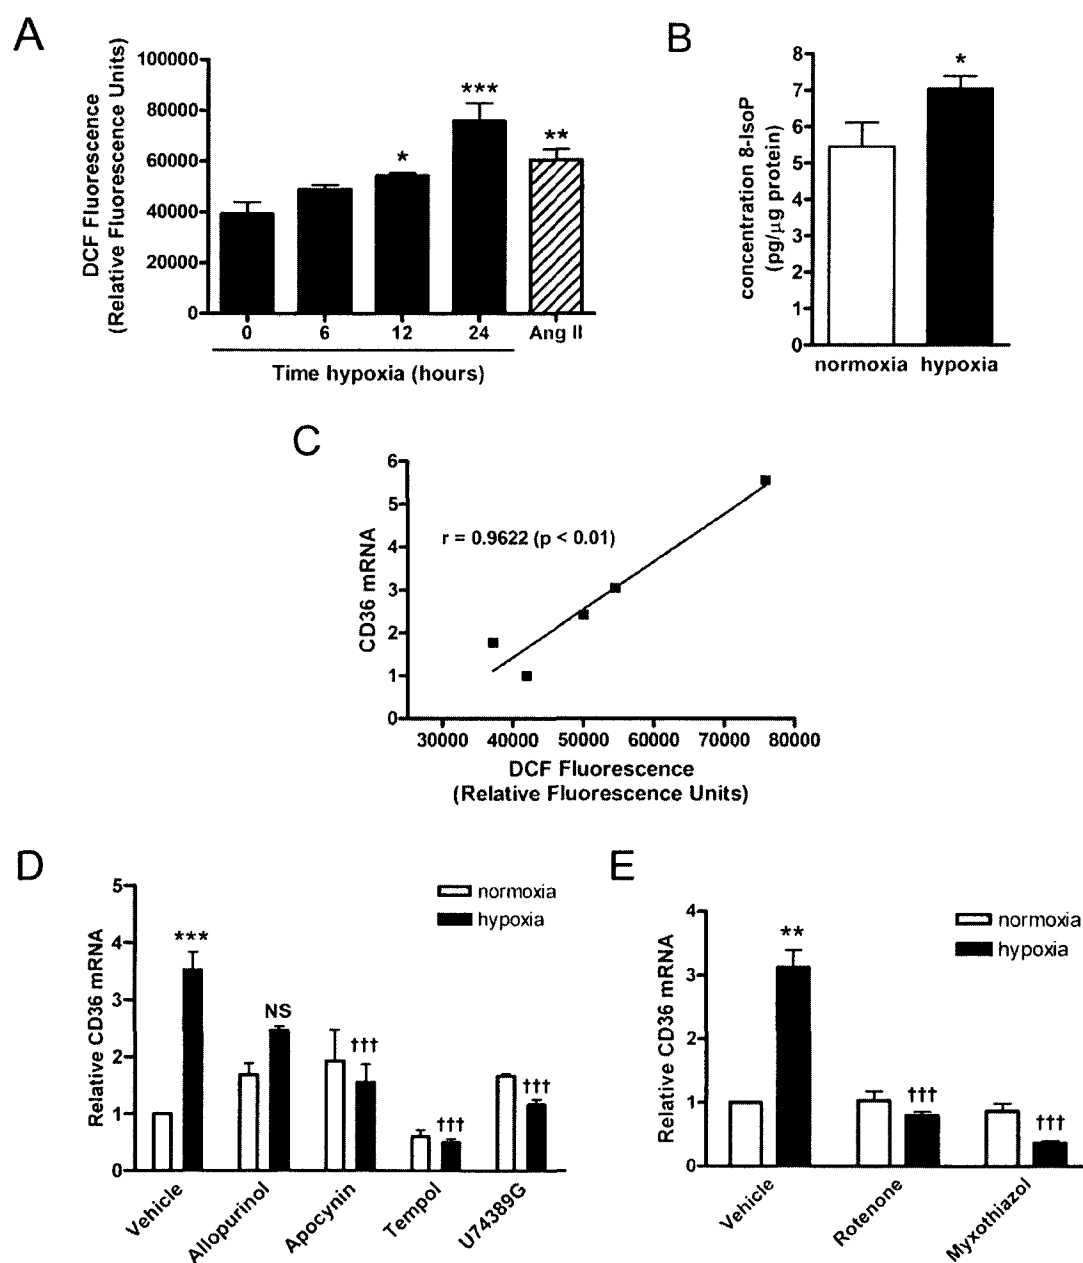 A
DCF Fluorescence
(Relative Fluorescence Units)
100000
80000
60000
40000
20000
0
*
***
**
0 6 12 24 Ang II
Time hypoxia (hours)
B
concentration 8-IsoP
(pg/μg protein)
8
7
6
5
4
3
2
1
0
*
normoxia hypoxia
C
CD36 mRNA
6
5
4
3
2
1
0
r = 0.9622 (p < 0.01)
30000 40000 50000 60000 70000 80000
DCF Fluorescence
(Relative Fluorescence Units)
D
Relative CD36 mRNA
5
4
3
2
1
0
normoxia
hypoxia
***
NS
†††
†††
†††
Vehicle
Allopurinol
Apocynin
Tempol
U74389G
E
Relative CD36 mRNA
4
3
2
1
0
normoxia
hypoxia
**
†††
†††
Vehicle
Rotenone
Myxothiazol